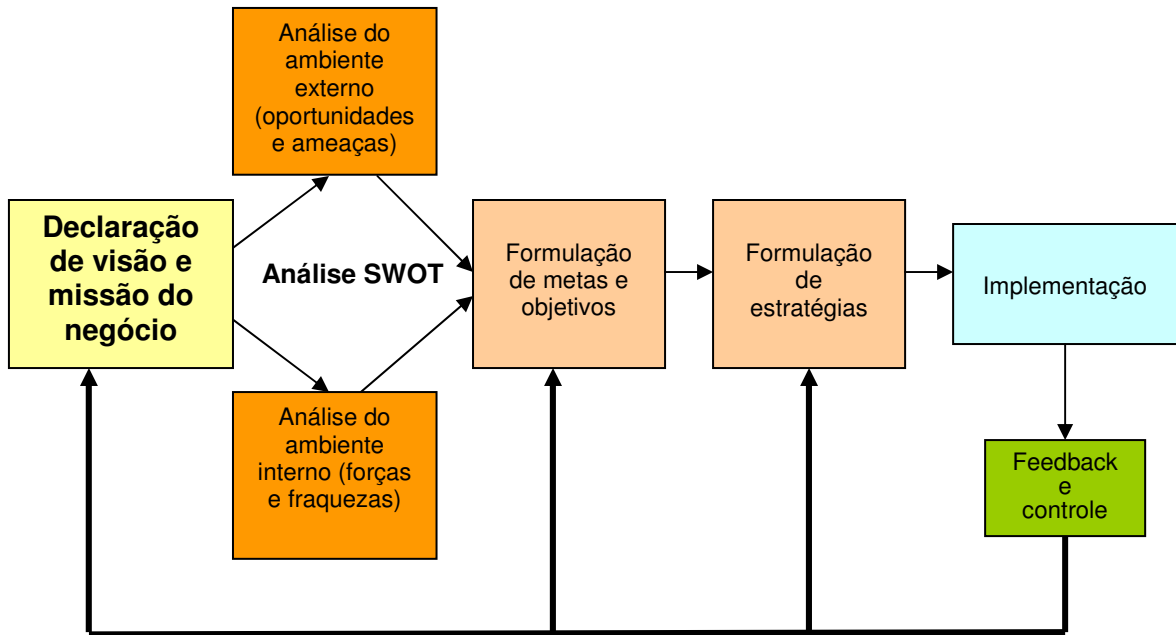 Análise do
ambiente
externo
(oportunidades
e ameaças)
Declaração
de visão e
missão do
negócio
Análise SWOT
Formulação
de metas e
objetivos
Formulação
de
estratégias
Implementação
Análise do
ambiente
interno (forças
e fraquezas)
Feedback
e
controle